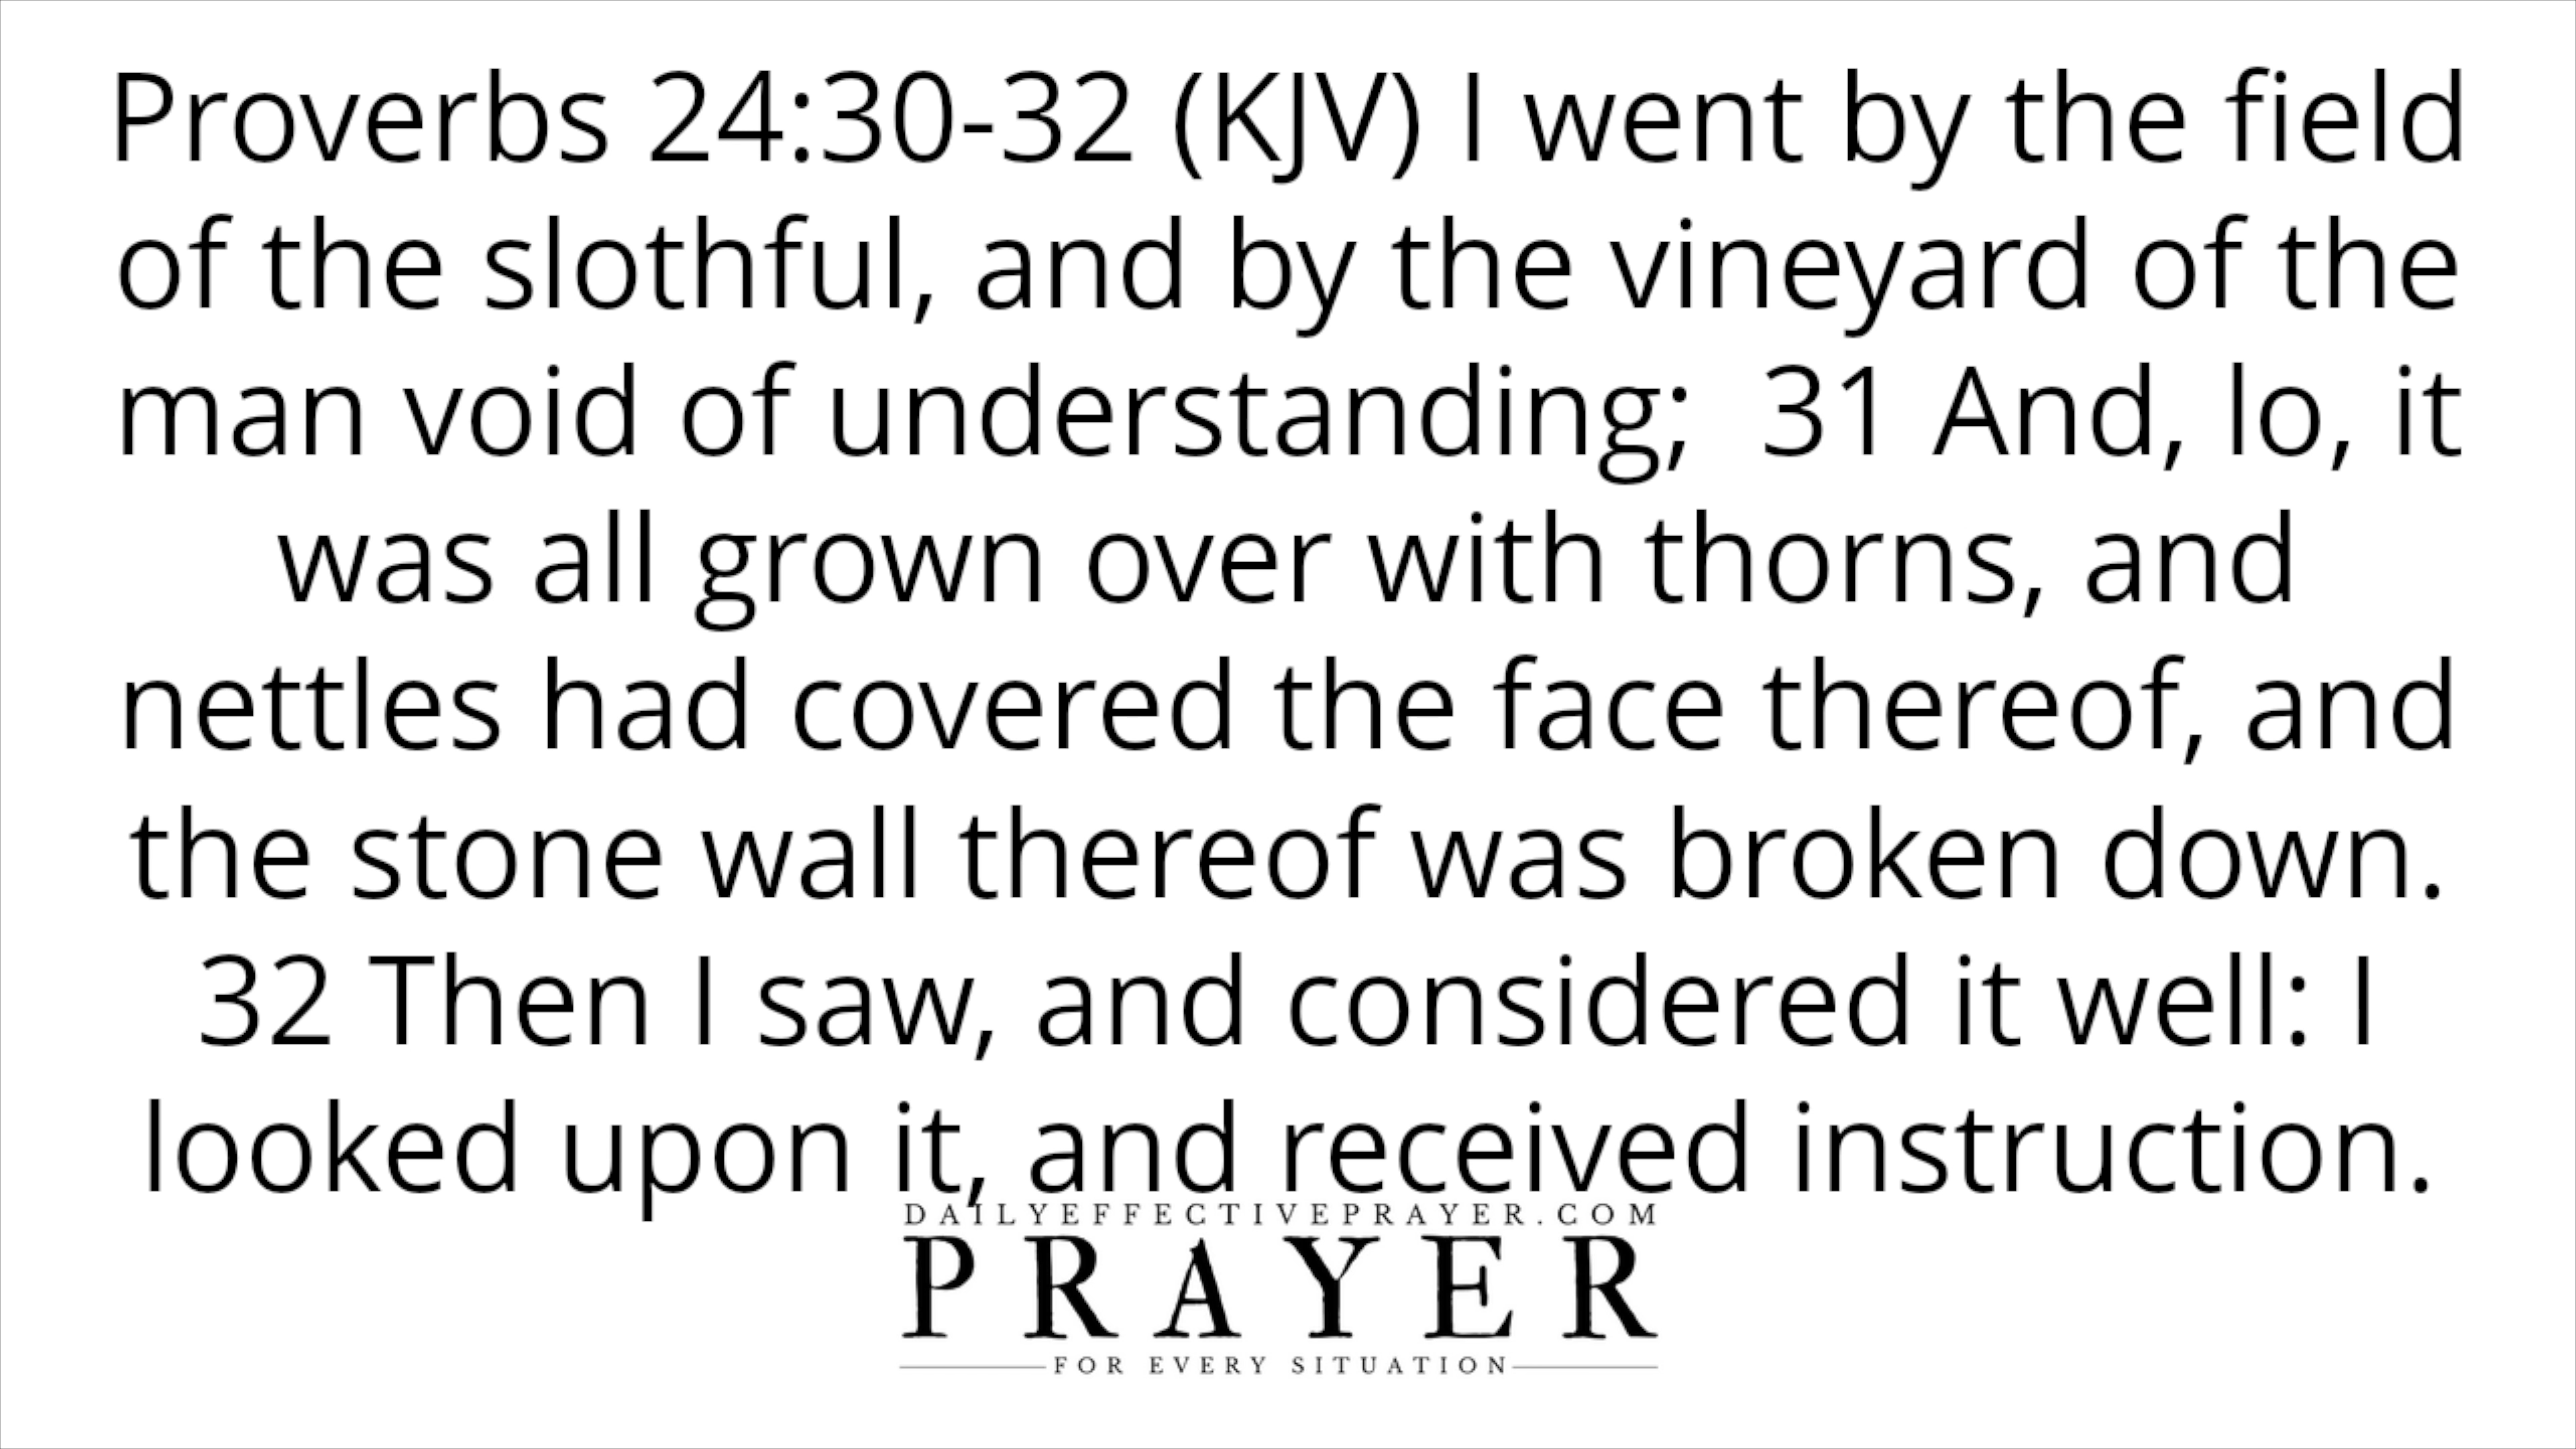 Proverbs 24:30-32 (KJV) I went by the field
of the slothful, and by the vineyard of the
man void of understanding;  31 And, lo, it
was all grown over with thorns, and
nettles had covered the face thereof, and
the stone wall thereof was broken down.
32 Then I saw, and considered it well: I
looked upon it, and received instruction.
DAILYEFFECTIVEPRAYER.COM
PRAYER
FOR EVERY SITUATION